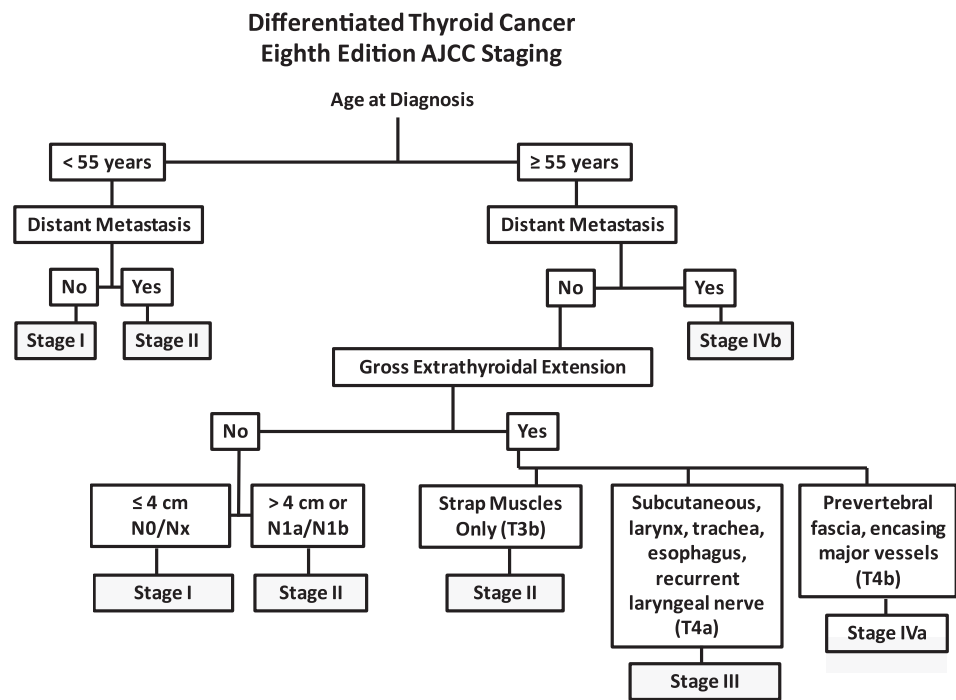 Differentiated Thyroid Cancer
Eighth Edition AJCC Staging
Age at Diagnosis
< 55 years
≥ 55 years
Distant Metastasis
Distant Metastasis
No
Yes
No
Yes
Stage I
Stage II
Stage IVb
Gross Extrathyroidal Extension
No
Yes
≤ 4 cm
N0/Nx
> 4 cm or
N1a/N1b
Strap Muscles
Only (T3b)
Subcutaneous,
larynx, trachea,
esophagus,
recurrent
laryngeal nerve
(T4a)
Prevertebral
fascia, encasing
major vessels
(T4b)
Stage I
Stage II
Stage II
Stage III
Stage IVa